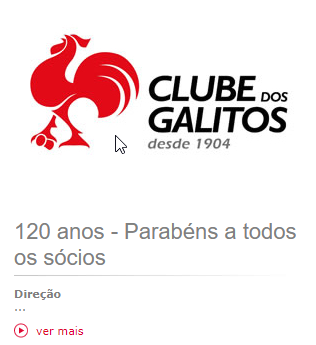 CLUBE DOS
GALITOS
desde 1904
120 anos - Parabéns a todos
os sócios
Direção
...
ver mais